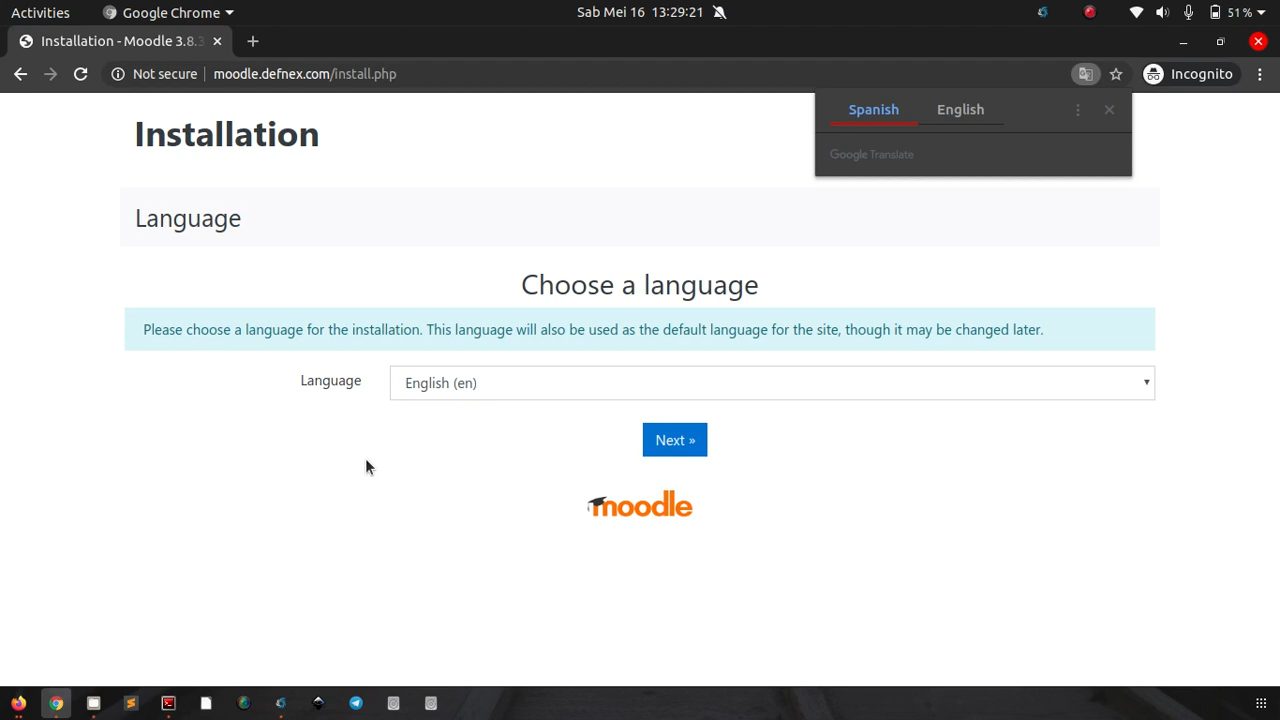 Activities
Google Chrome
Sab Mei 16 13:29:21
51 %
Installation - Moodle 3.8.3
Not secure
moodle.defnex.com/install.php
Incognito
Spanish
English
Google Translate
Installation
Language
Choose a language
Please choose a language for the installation. This language will also be used as the default language for the site, though it may be changed later.
Language
English (en)
Next »
moodle